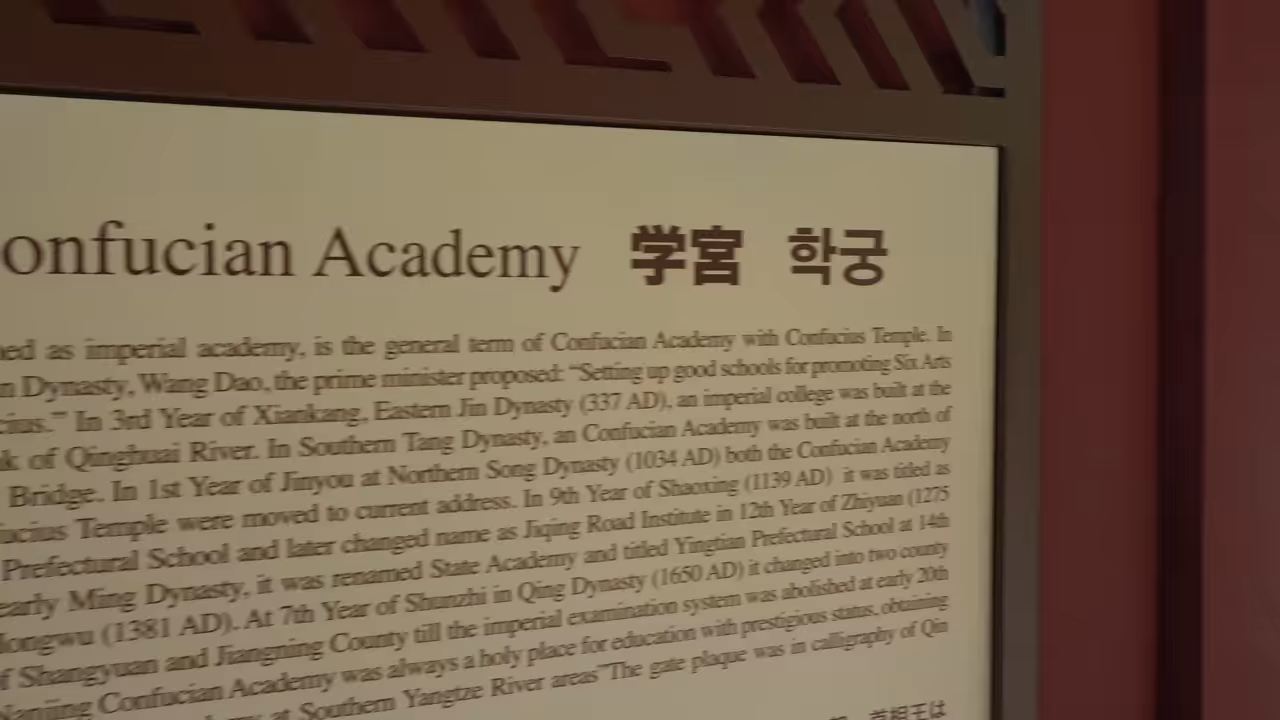 onfucian Academy 学宮 학궁
ned as imperial academy, is the general term of Confucian Academy with Confucius Temple. In
n Dynasty, Wang Dao, the prime minister proposed: “Setting up good schools for promoting Six Arts
cius.”” In 3rd Year of Xiankang, Eastern Jin Dynasty (337 AD), an imperial college was built at the
k of Qinghuai River. In Southern Tang Dynasty, an Confucian Academy was built at the north of
Bridge. In 1st Year of Jinyou at Northern Song Dynasty (1034 AD) both the Confucian Academy
ucius Temple were moved to current address. In 9th Year of Shaoxing (1139 AD) it was titled as
Prefectural School and later changed name as Jiqing Road Institute in 12th Year of Zhiyuan (1275
early Ming Dynasty, it was renamed State Academy and titled Yingtian Prefectural School at 14th
longwu (1381 AD). At 7th Year of Shunzhi in Qing Dynasty (1650 AD) it changed into two county
f Shangyuan and Jiangning County till the imperial examination system was abolished at early 20th
Nanjing Confucian Academy was always a holy place for education with prestigious status, obtaining
at Southern Yangtze River areas”The gate plaque was in calligraphy of Qin
首相王は